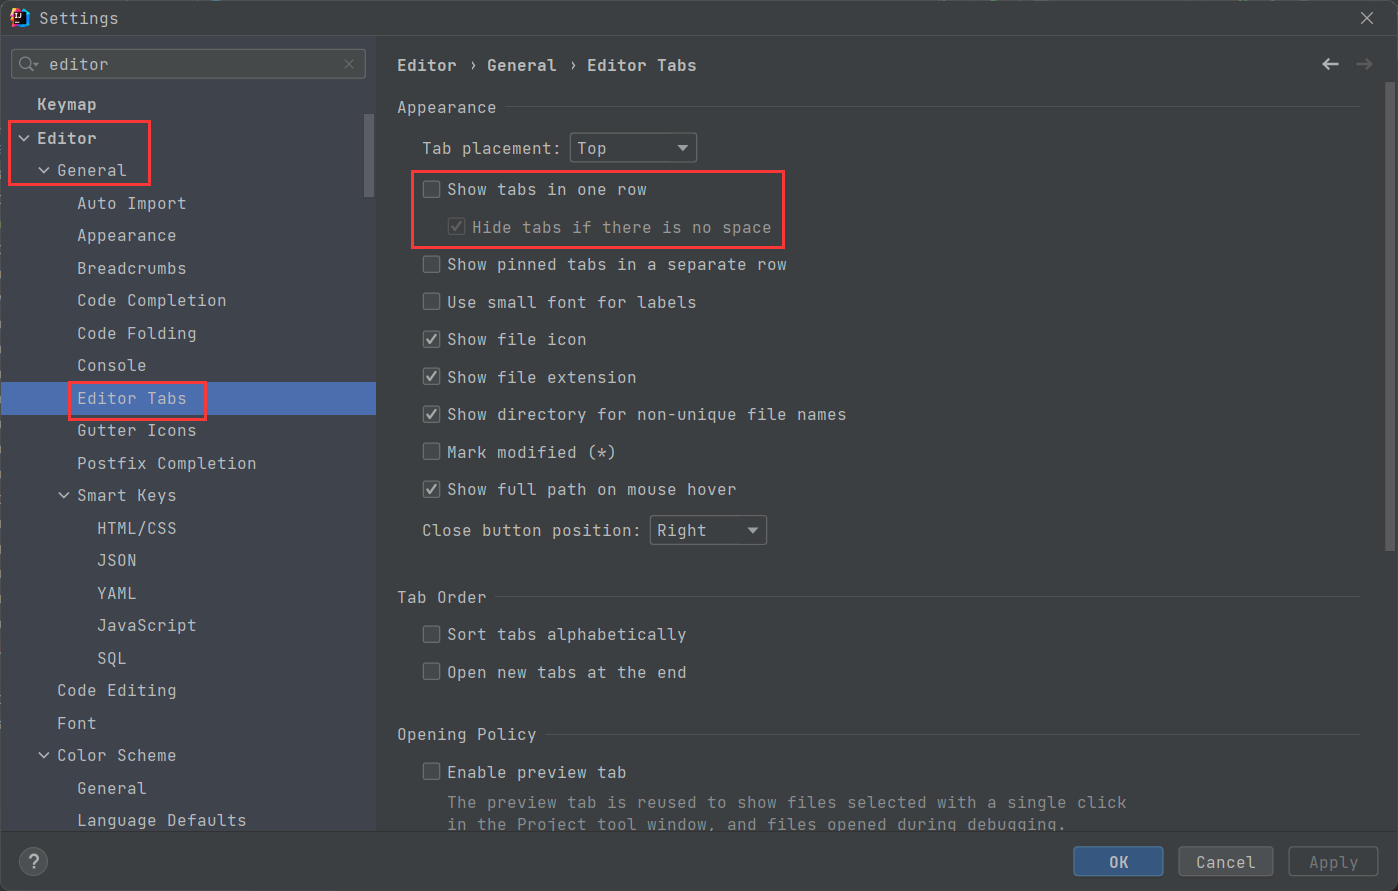 Settings
editor
Keymap
Editor
General
Auto Import
Appearance
Breadcrumbs
Code Completion
Code Folding
Console
Editor Tabs
Gutter Icons
Postfix Completion
Smart Keys
HTML/CSS
JSON
YAML
JavaScript
SQL
Code Editing
Font
Color Scheme
General
Language Defaults
Editor › General › Editor Tabs
Appearance
Tab placement: Top
Show tabs in one row
Hide tabs if there is no space
Show pinned tabs in a separate row
Use small font for labels
Show file icon
Show file extension
Show directory for non-unique file names
Mark modified (*)
Show full path on mouse hover
Close button position: Right
Tab Order
Sort tabs alphabetically
Open new tabs at the end
Opening Policy
Enable preview tab
The preview tab is reused to show files selected with a single click
in the Project tool window, and files opened during debugging.
?
OK Cancel Apply